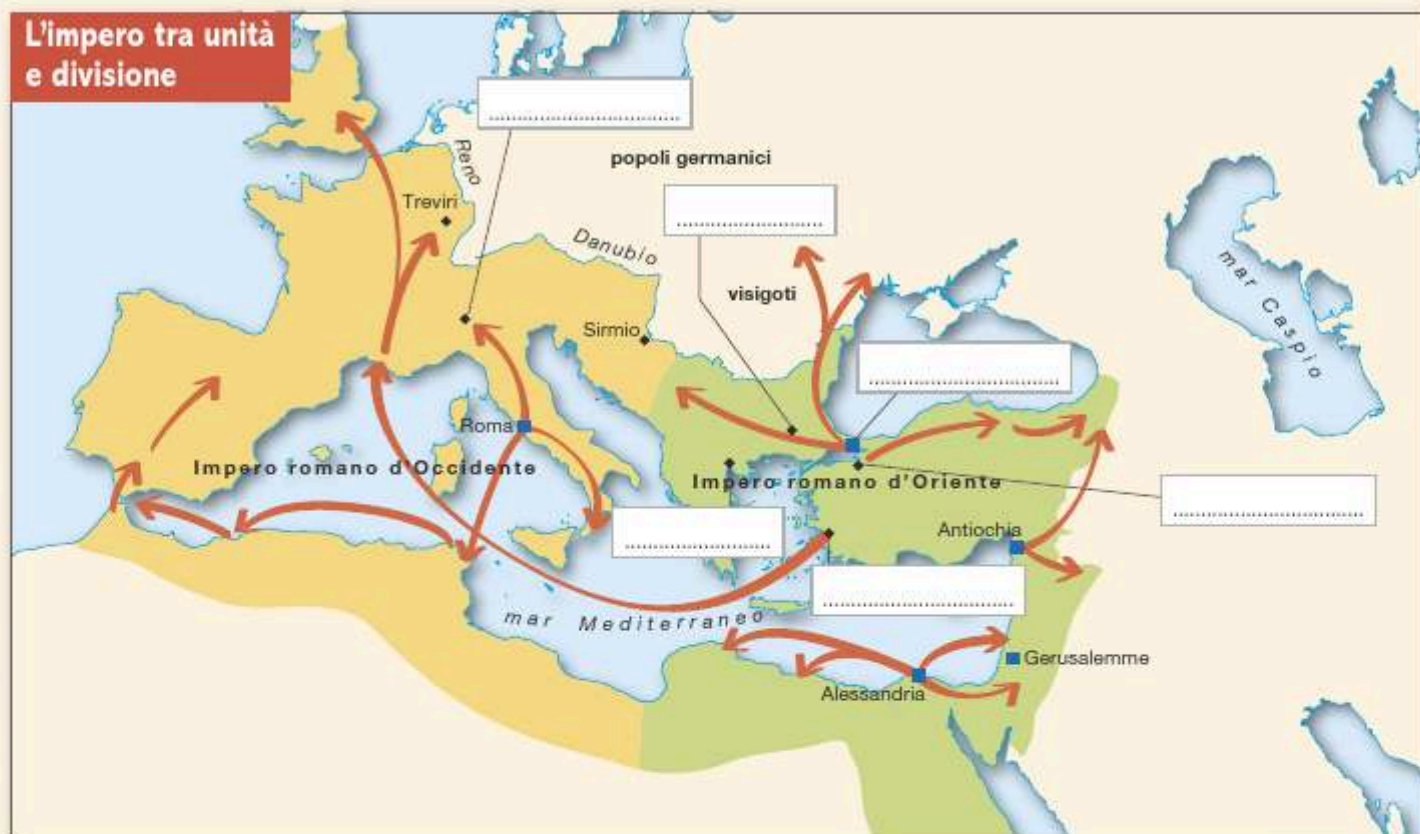 L'impero tra unità
e divisione
Reno
popoli germanici
Treviri
Danubio
visigoti
mar Caspio
Sirmio
Roma
Impero romano d'Occidente
Impero romano d'Oriente
Antiochia
mar Mediterraneo
Gerusalemme
Alessandria